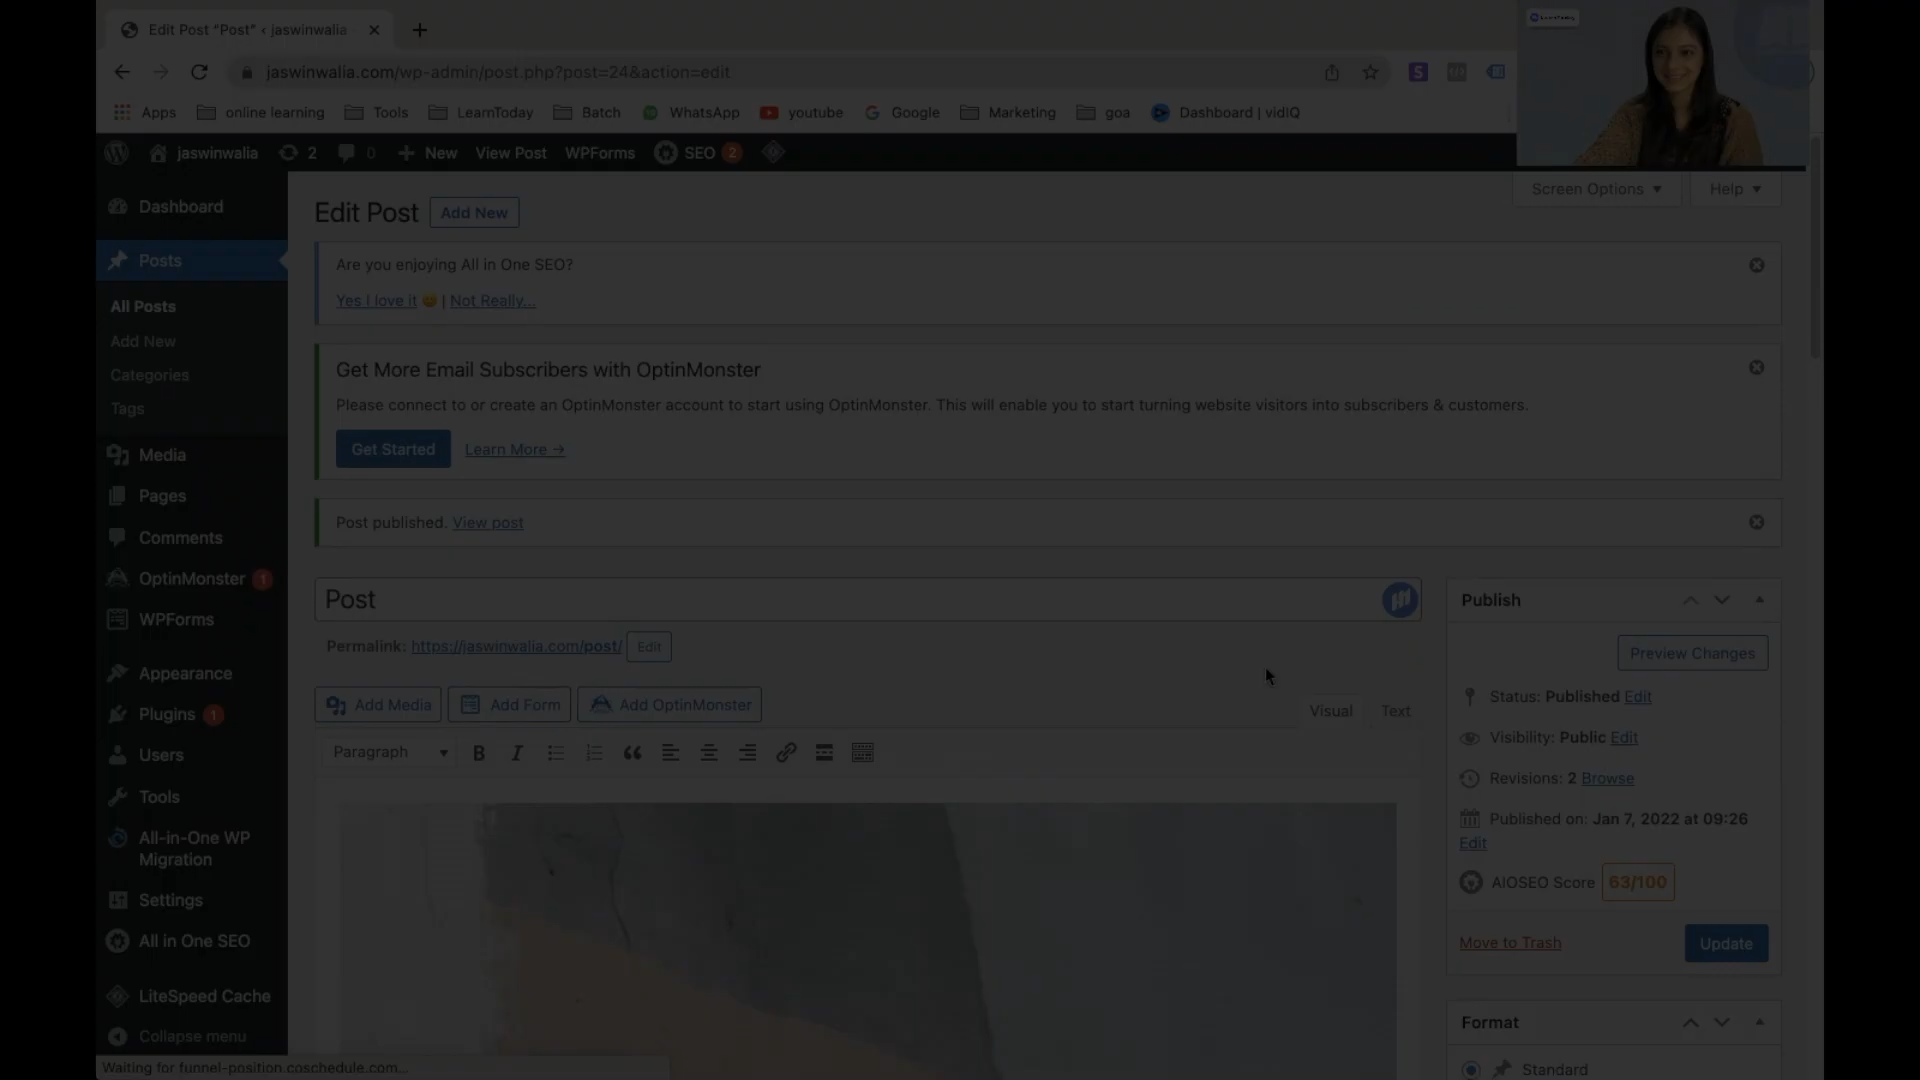 Edit Post “Post” ‹ jaswinwalia
jaswinwalia.com/wp-admin/post.php?post=24&action=edit
Apps online learning Tools LearnToday Batch WhatsApp youtube Google Marketing goa Dashboard | vidIQ
jaswinwalia 2 0 New View Post WPForms SEO 2
Screen Options Help
Dashboard
Posts
All Posts
Add New
Categories
Tags
Media
Pages
Comments
OptinMonster 1
WPForms
Appearance
Plugins 1
Users
Tools
All-in-One WP
Migration
Settings
All in One SEO
LiteSpeed Cache
Collapse menu
Edit Post Add New
Are you enjoying All in One SEO?
Yes I love it | Not Really...
Get More Email Subscribers with OptinMonster
Please connect to or create an OptinMonster account to start using OptinMonster. This will enable you to start turning website visitors into subscribers & customers.
Get Started Learn More →
Post published. View post
Post
Permalink: https://jaswinwalia.com/post/ Edit
Add Media Add Form Add OptinMonster
Visual Text
Paragraph B I
Publish
Preview Changes
Status: Published Edit
Visibility: Public Edit
Revisions: 2 Browse
Published on: Jan 7, 2022 at 09:26
Edit
AIOSEO Score 63/100
Move to Trash Update
Format
Standard
Waiting for funnel-position.coschedule.com...